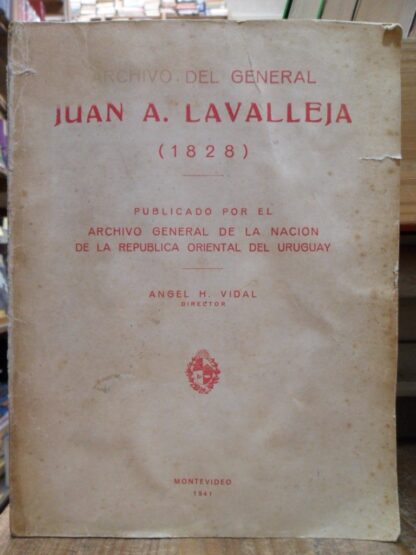 ARCHIVO DEL GENERAL
JUAN A. LAVALLEJA
(1828)
PUBLICADO POR EL
ARCHIVO GENERAL DE LA NACION
DE LA REPUBLICA ORIENTAL DEL URUGUAY
ANGEL H. VIDAL
DIRECTOR
MONTEVIDEO
1941